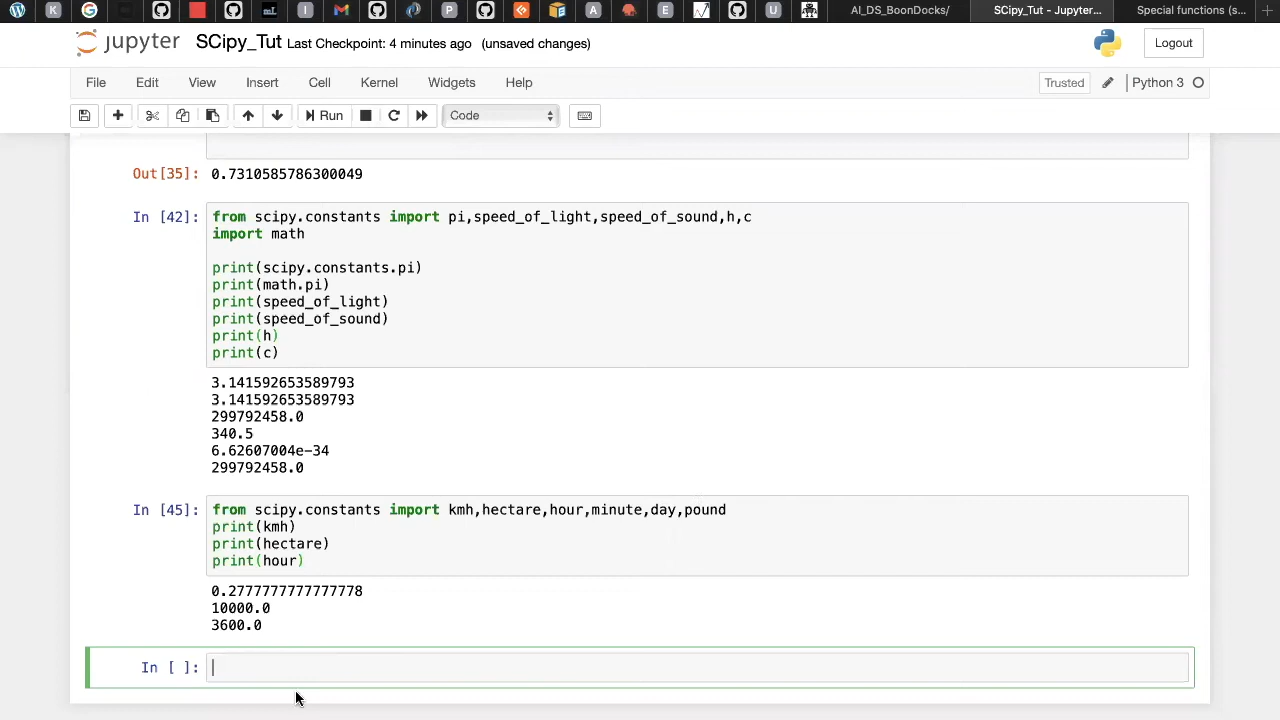 AI_DS_BoonDocks/
SCipy_Tut - Jupyter...
Special functions (s...
jupyter SCipy_Tut Last Checkpoint: 4 minutes ago (unsaved changes)
Logout
File Edit View Insert Cell Kernel Widgets Help
Trusted Python 3
Run Code
Out[35]: 0.7310585786300049
In [42]: from scipy.constants import pi,speed_of_light,speed_of_sound,h,c
import math
print(scipy.constants.pi)
print(math.pi)
print(speed_of_light)
print(speed_of_sound)
print(h)
print(c)
3.141592653589793
3.141592653589793
299792458.0
340.5
6.62607004e-34
299792458.0
In [45]: from scipy.constants import kmh,hectare,hour,minute,day,pound
print(kmh)
print(hectare)
print(hour)
0.2777777777777778
10000.0
3600.0
In [ ]: